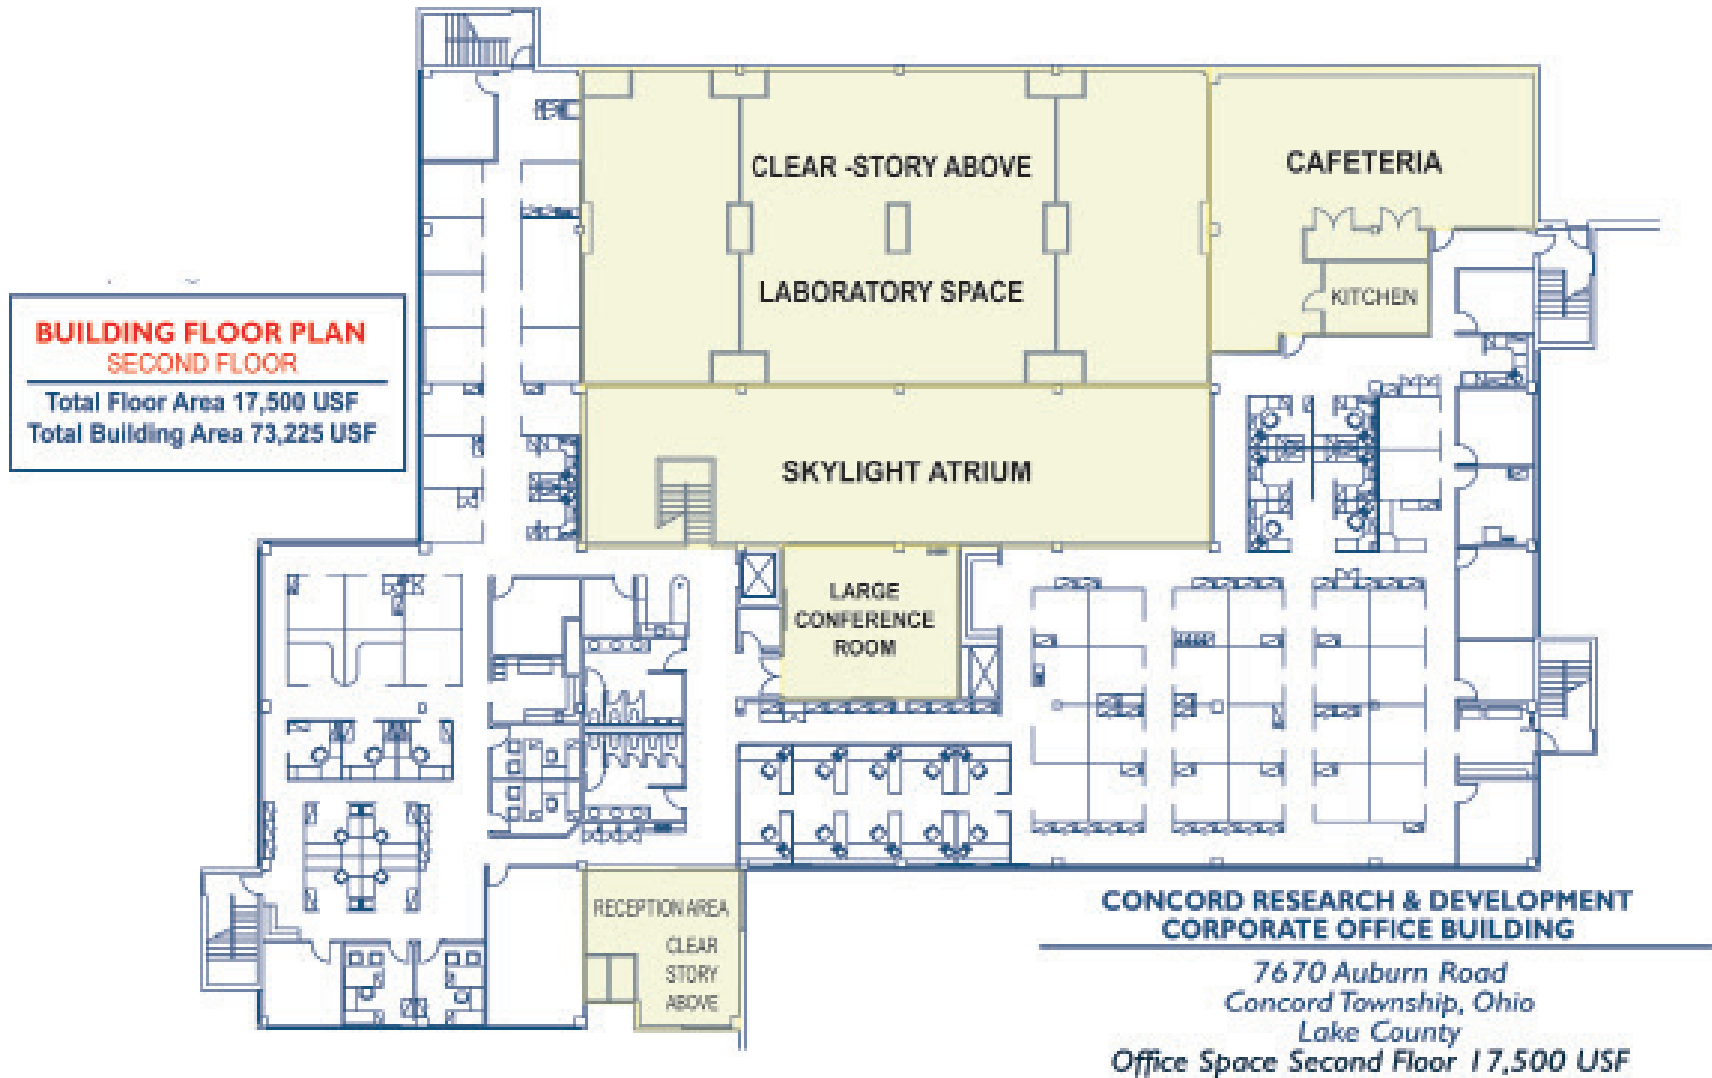 CLEAR -STORY ABOVE
CAFETERIA
LABORATORY SPACE
KITCHEN
BUILDING FLOOR PLAN
SECOND FLOOR
Total Floor Area 17,500 USF
Total Building Area 73,225 USF
SKYLIGHT ATRIUM
LARGE
CONFERENCE
ROOM
RECEPTION AREA
CLEAR
STORY
ABOVE
CONCORD RESEARCH & DEVELOPMENT
CORPORATE OFFICE BUILDING
7670 Auburn Road
Concord Township, Ohio
Lake County
Office Space Second Floor 17,500 USF